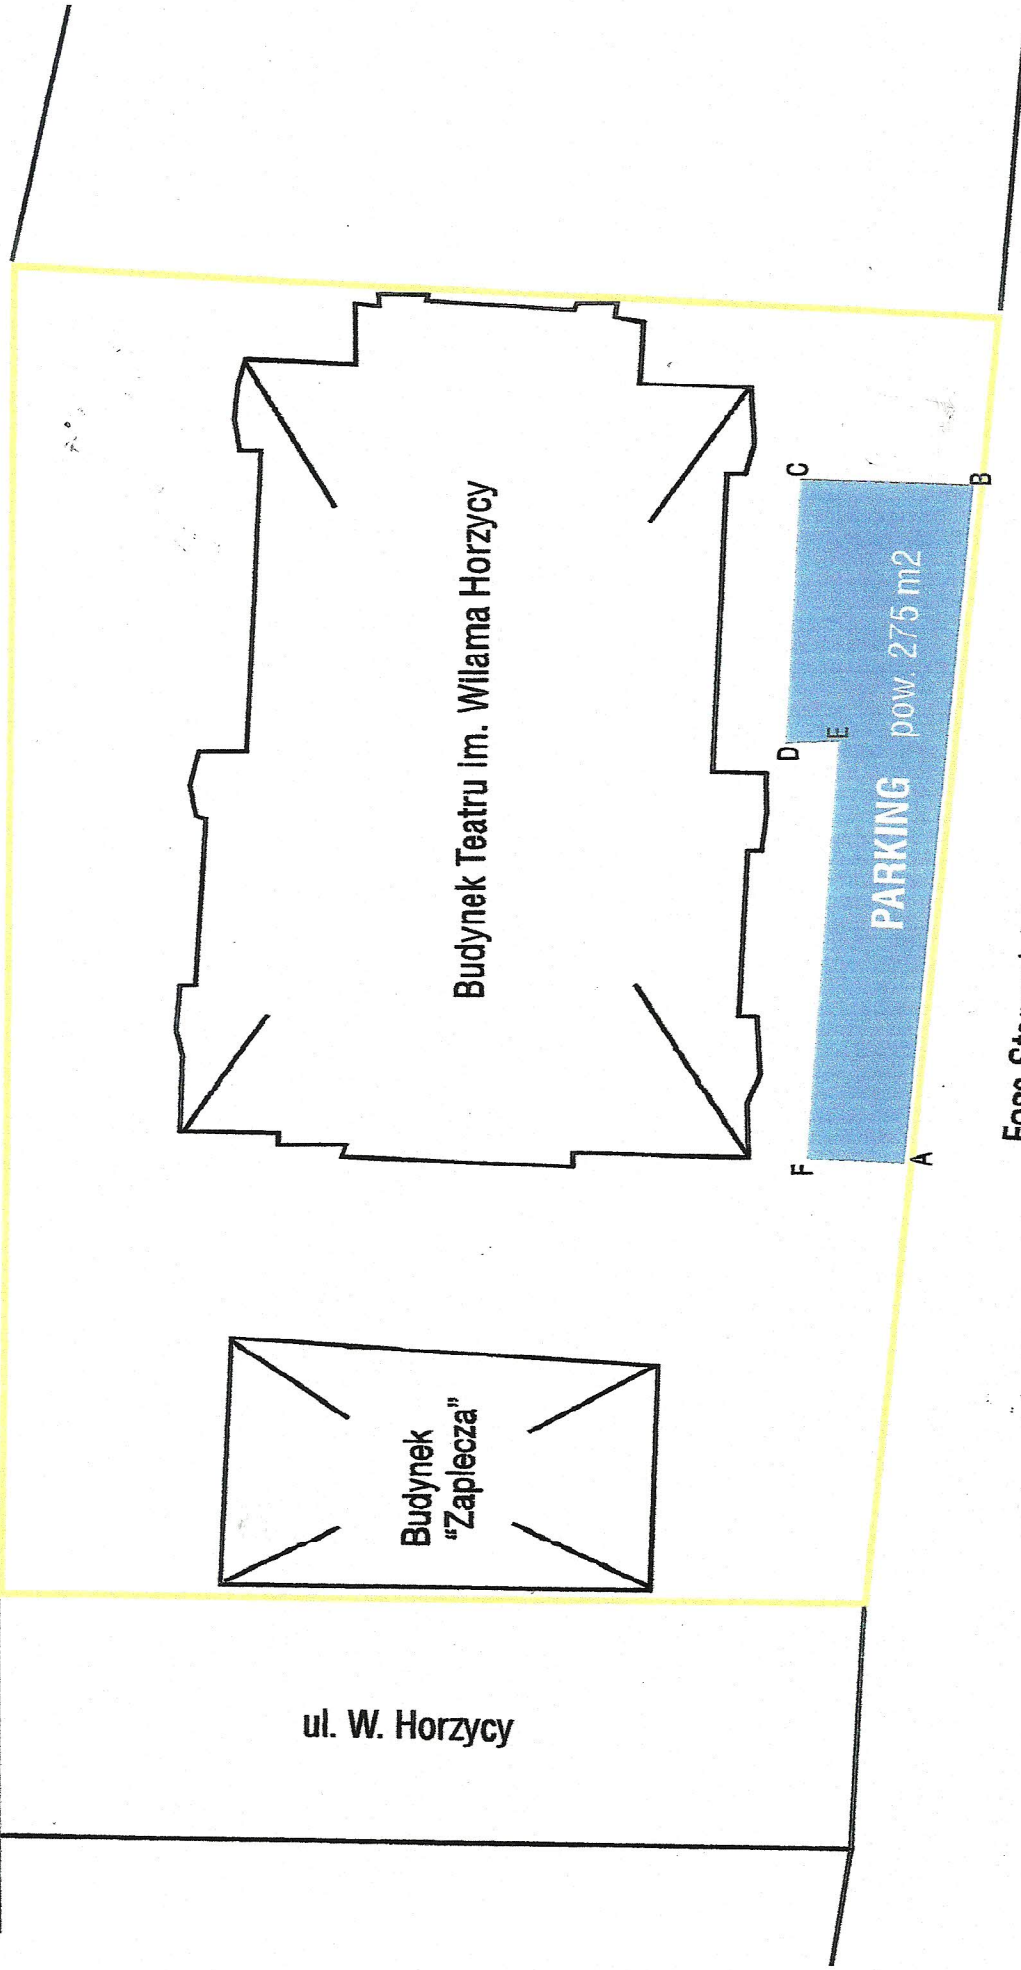 Budynek Teatru im. Wilama Horzycy
C
B
D
E
PARKING pow. 275 m2
F
A
Budynek
“Zaplecza”
ul. W. Horzycy